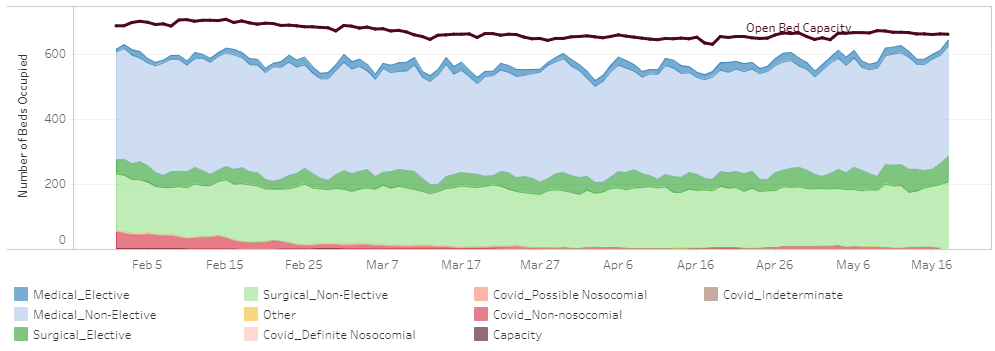 Open Bed Capacity
Number of Beds Occupied
600
400
200
0
Feb 5 Feb 15 Feb 25 Mar 7 Mar 17 Mar 27 Apr 6 Apr 16 Apr 26 May 6 May 16
Medical_Elective Surgical_Non-Elective Covid_Possible Nosocomial Covid_Indeterminate
Medical_Non-Elective Other Covid_Non-nosocomial
Surgical_Elective Covid_Definite Nosocomial Capacity